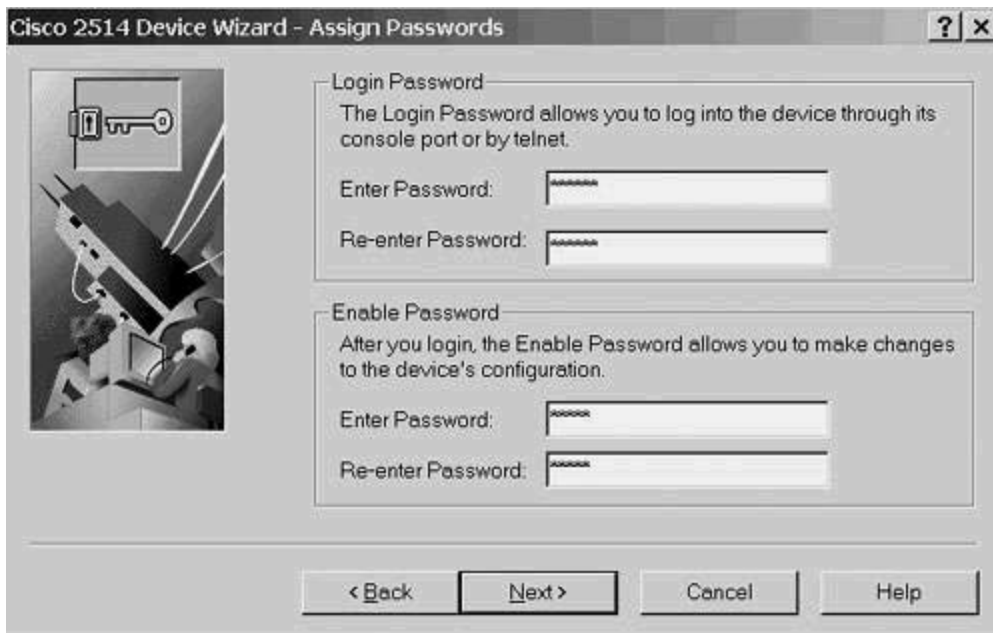 Cisco 2514 Device Wizard - Assign Passwords
Login Password
The Login Password allows you to log into the device through its
console port or by telnet.
Enter Password: ******
Re-enter Password: ******
Enable Password
After you login, the Enable Password allows you to make changes
to the device's configuration.
Enter Password: *****
Re-enter Password: *****
< Back Next > Cancel Help